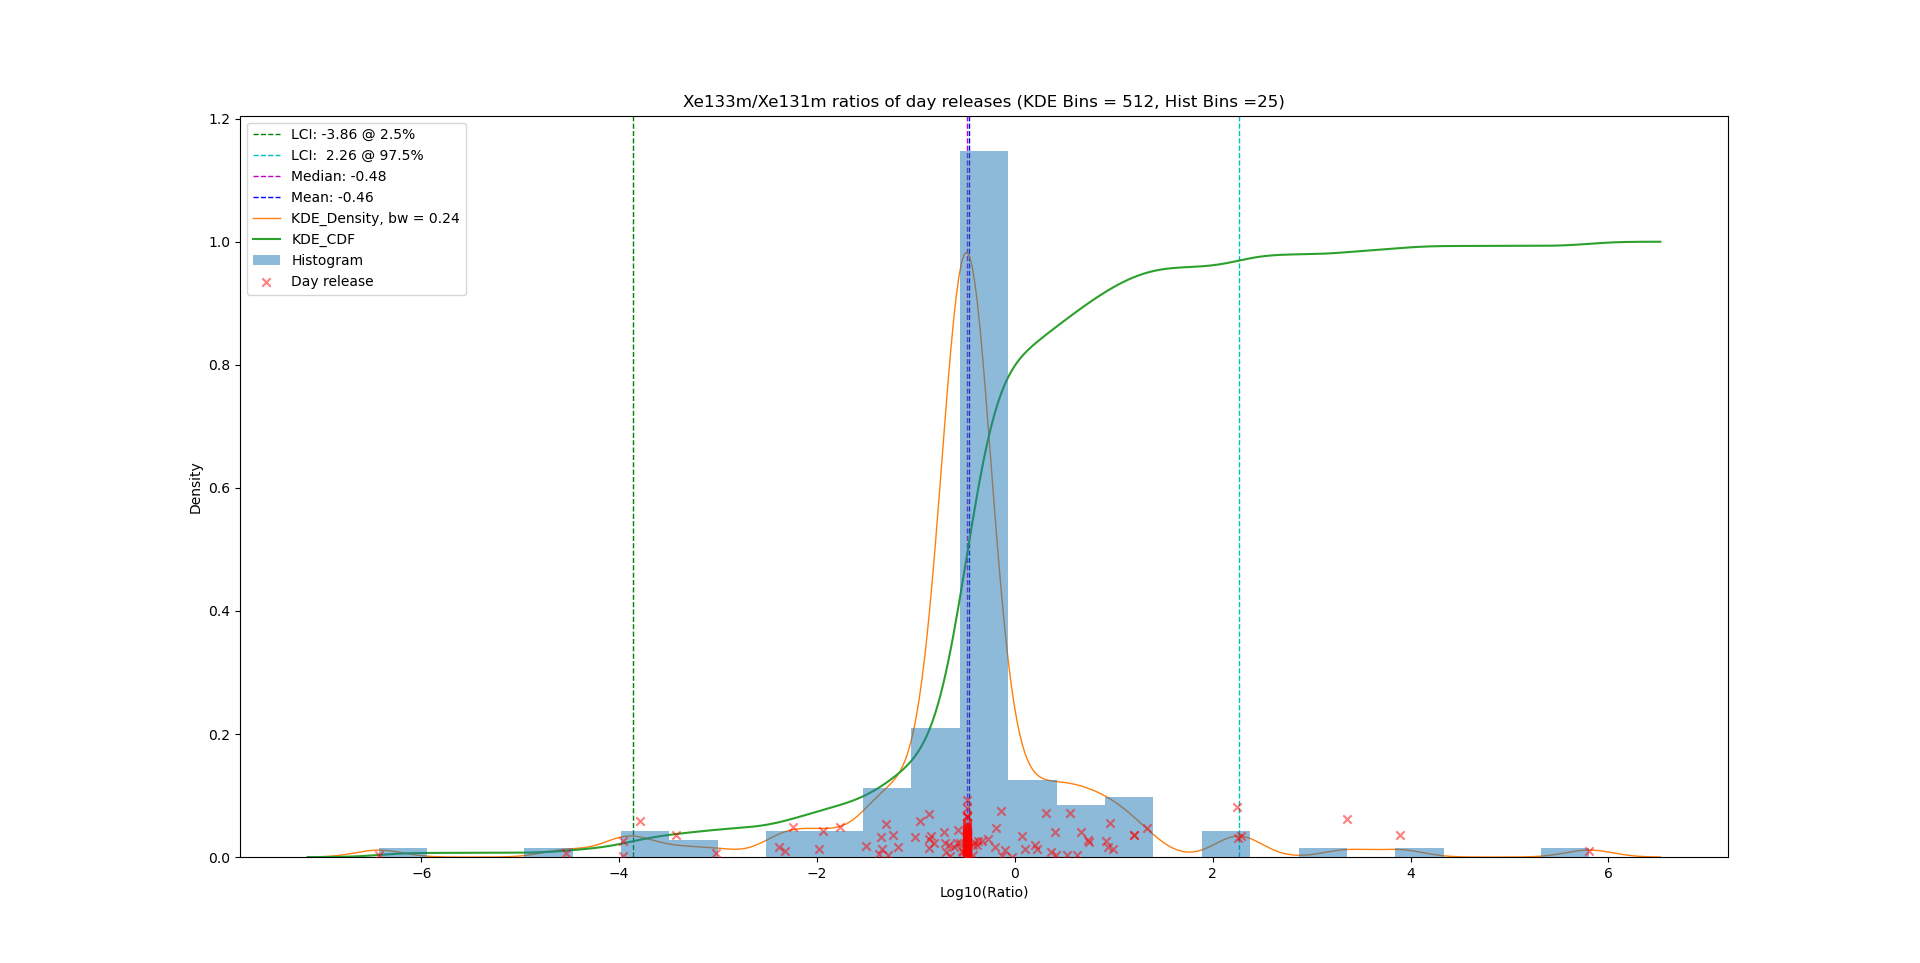 Xe133m/Xe131m ratios of day releases (KDE Bins = 512, Hist Bins =25)
LCI: -3.86 @ 2.5%
LCI:  2.26 @ 97.5%
Median: -0.48
Mean: -0.46
KDE_Density, bw = 0.24
KDE_CDF
Histogram
Day release
Density
1.2
1.0
0.8
0.6
0.4
0.2
0.0
−6 −4 −2 0 2 4 6
Log10(Ratio)